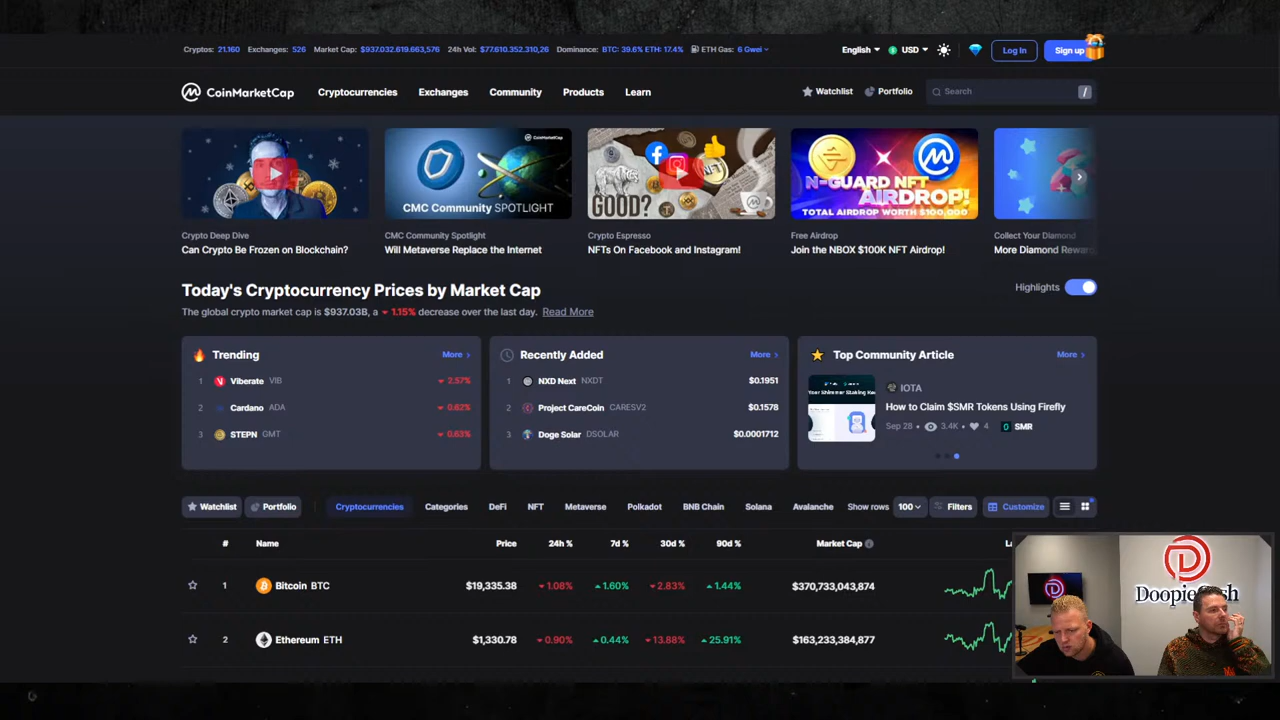 Cryptos: 21.160 Exchanges: 526 Market Cap: $937.032.619.663,576 24h Vol: $77.610.352.310,26 Dominance: BTC: 39.6% ETH: 17.4% ETH Gas: 6 Gwei
English USD Log In Sign up
CoinMarketCap Cryptocurrencies Exchanges Community Products Learn Watchlist Portfolio Search /
CMC Community SPOTLIGHT
CoinMarketCap
GOOD?
NFT
N-GUARD NFT
AIRDROP!
TOTAL AIRDROP WORTH $100,000
Crypto Deep Dive
Can Crypto Be Frozen on Blockchain?
CMC Community Spotlight
Will Metaverse Replace the Internet
Crypto Espresso
NFTs On Facebook and Instagram!
Free Airdrop
Join the NBOX $100K NFT Airdrop!
Collect Your Diamond
More Diamond Rewar
Today's Cryptocurrency Prices by Market Cap
Highlights
The global crypto market cap is $937.03B, a 1.15% decrease over the last day. Read More
Trending More
1 Viberate VIB 2.57%
2 Cardano ADA 0.62%
3 STEPN GMT 0.63%
Recently Added More
1 NXD Next NXDT $0.1951
2 Project CareCoin CARESV2 $0.1578
3 Doge Solar DSOLAR $0.0001712
Top Community Article More
Your Shimmer Staking
IOTA
How to Claim $SMR Tokens Using Firefly
Sep 28 3.4K 4 SMR
Watchlist Portfolio Cryptocurrencies Categories DeFi NFT Metaverse Polkadot BNB Chain Solana Avalanche Show rows 100 Filters Customize
# Name Price 24h % 7d % 30d % 90d % Market Cap
1 Bitcoin BTC $19,335.38 1.08% 1.60% 2.83% 1.44% $370,733,043,874
2 Ethereum ETH $1,330.78 0.90% 0.44% 13.88% 25.91% $163,233,384,877
DoopieCash